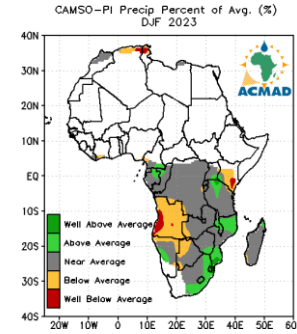 CAMSO-PI Precip Percent of Avg. (%)
DJF 2023
40N
30N
20N
10N
EQ
10S
20S
30S
40S
ACMAD
Well Above Average
Above Average
Near Average
Below Average
Well Below Average
20W 10W 0 10E 20E 30E 40E 50E 60E